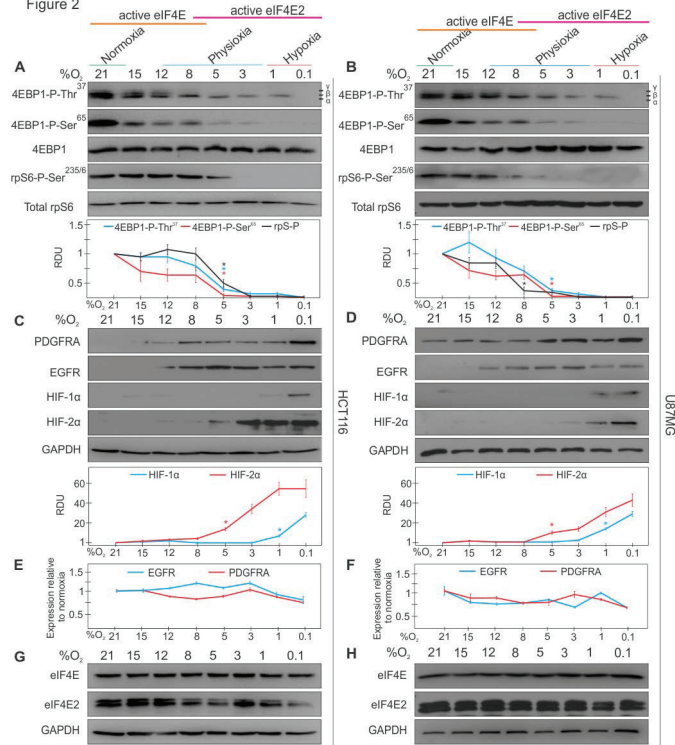 Figure 2
active eIF4E
active eIF4E2
Normoxia
Physioxia
Hypoxia
A
%O2 21 15 12 8 5 3 1 0.1
4EBP1-P-Thr37
γ
β
α
4EBP1-P-Ser65
4EBP1
rpS6-P-Ser235/6
Total rpS6
4EBP1-P-Thr37 4EBP1-P-Ser65 rpS-P
RDU
1.5
1
0.5
* * *
%O2 21 15 12 8 5 3 1 0.1
C
%O2 21 15 12 8 5 3 1 0.1
PDGFRA
EGFR
HIF-1α
HIF-2α
GAPDH
HCT116
HIF-1α HIF-2α
RDU
60
40
20
1
* *
%O2 21 15 12 8 5 3 1 0.1
E
EGFR PDGFRA
Expression relative
to normoxia
1.5
1
0.5
%O2 21 15 12 8 5 3 1 0.1
G
%O2 21 15 12 8 5 3 1 0.1
eIF4E
eIF4E2
GAPDH
active eIF4E
active eIF4E2
Normoxia
Physioxia
Hypoxia
B
%O2 21 15 12 8 5 3 1 0.1
4EBP1-P-Thr37
γ
β
α
4EBP1-P-Ser65
4EBP1
rpS6-P-Ser235/6
Total rpS6
4EBP1-P-Thr37 4EBP1-P-Ser65 rpS-P
RDU
1.5
1
0.5
* * *
%O2 21 15 12 8 5 3 1 0.1
D
%O2 21 15 12 8 5 3 1 0.1
PDGFRA
EGFR
HIF-1α
HIF-2α
GAPDH
U87MG
HIF-1α HIF-2α
RDU
60
40
20
1
* *
%O2 21 15 12 8 5 3 1 0.1
F
EGFR PDGFRA
Expression relative
to normoxia
1.5
1
0.5
%O2 21 15 12 8 5 3 1 0.1
H
%O2 21 15 12 8 5 3 1 0.1
eIF4E
eIF4E2
GAPDH